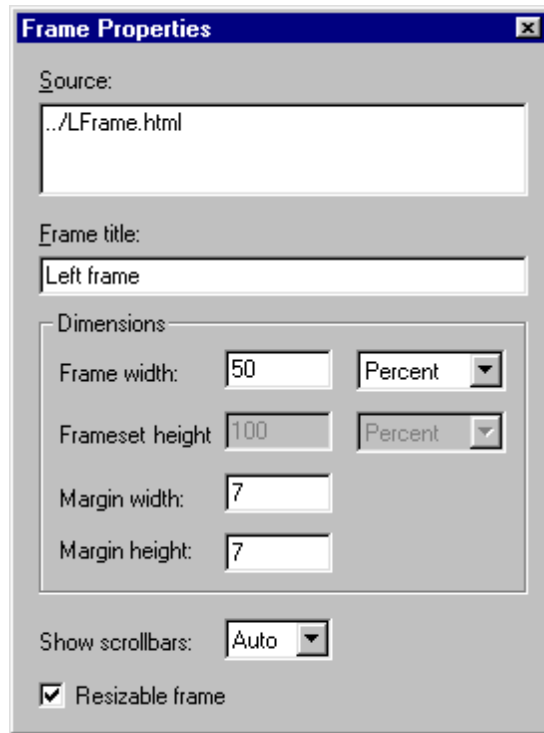 Frame Properties
Source:
../LFrame.html
Frame title:
Left frame
Dimensions
Frame width: 50 Percent
Frameset height 100 Percent
Margin width: 7
Margin height: 7
Show scrollbars: Auto
Resizable frame